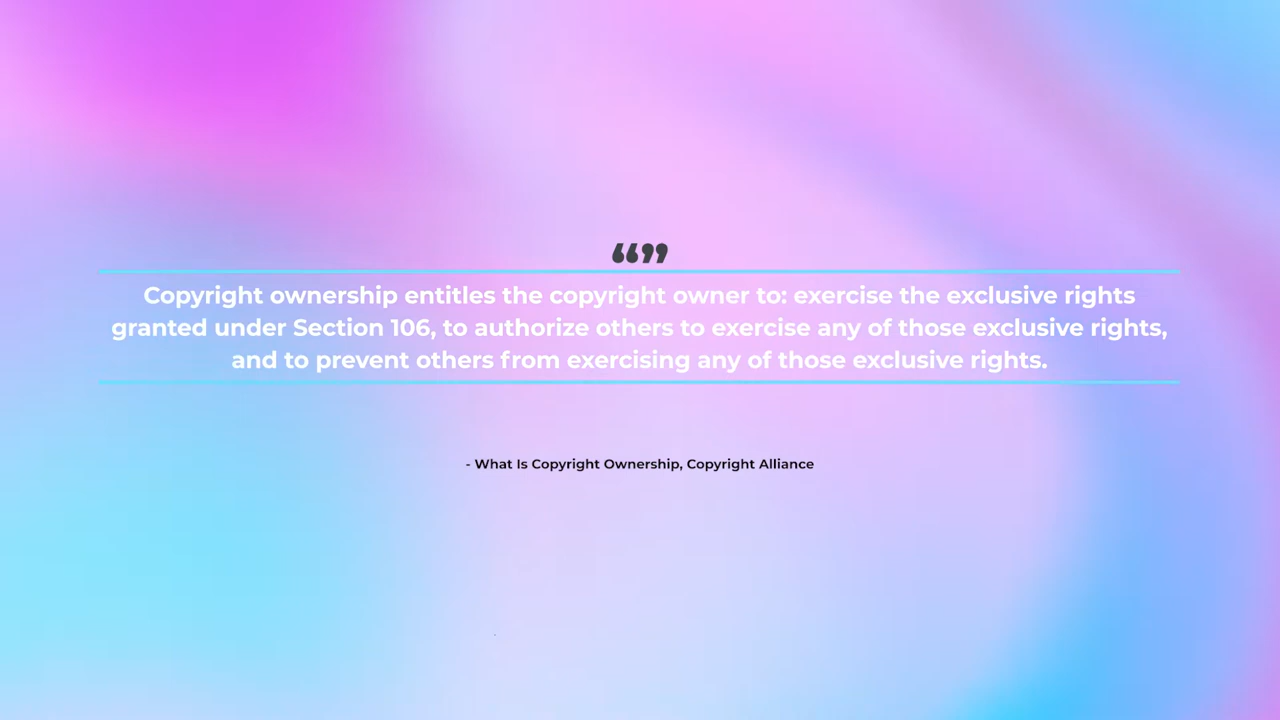 “”
Copyright ownership entitles the copyright owner to: exercise the exclusive rights
granted under Section 106, to authorize others to exercise any of those exclusive rights,
and to prevent others from exercising any of those exclusive rights.
- What Is Copyright Ownership, Copyright Alliance